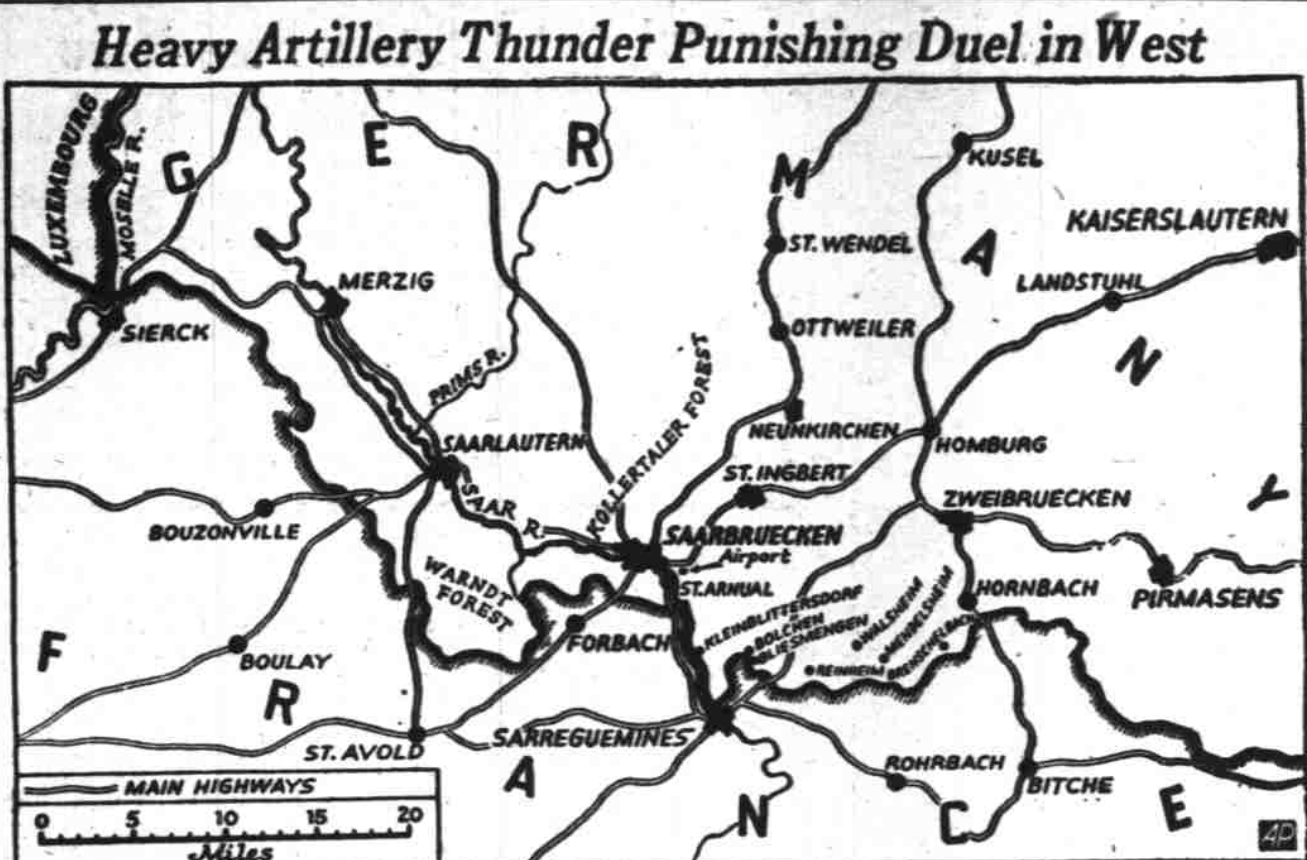 Heavy Artillery Thunder Punishing Duel in West
LUXEMBOURG
MOSELLE R.
G
E
R
M
A
N
Y
KUSEL
KAISERSLAUTERN
ST. WENDEL
LANDSTUHL
MERZIG
SIERCK
OTTWEILER
PRIMS R.
KOLLERTALER FOREST
NEUNKIRCHEN
HOMBURG
SAARLAUTERN
ST. INGBERT
SAAR R.
ZWEIBRUECKEN
BOUZONVILLE
SAARBRUECKEN
Airport
WARNDT
FOREST
ST. ARNUAL
HORNBACH
PIRMASENS
KLEINBLITTERSDORF
BOLCHEN
BLIESMENGEN
WALSHEIM
REINHEIM
FORBACH
BOULAY
F
R
A
N
C
E
ST. AVOLD
SARREGUEMINES
ROHRBACH
BITCHE
MAIN HIGHWAYS
0 5 10 15 20
Miles
AP